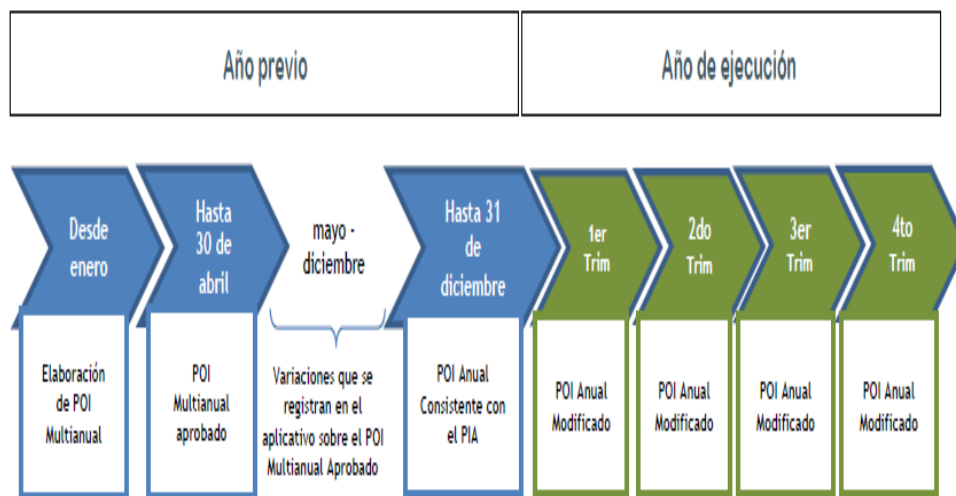 Año previo
Año de ejecución
Desde
enero
Hasta
30 de
abril
mayo -
diciembre
Hasta 31
de
diciembre
1er
Trim
2do
Trim
3er
Trim
4to
Trim
Elaboración
de POI
Multianual
POI
Multianual
aprobado
Variaciones que se
registran en el
aplicativo sobre el POI
Multianual Aprobado
POI Anual
Consistente con
el PIA
POI Anual
Modificado
POI Anual
Modificado
POI Anual
Modificado
POI Anual
Modificado